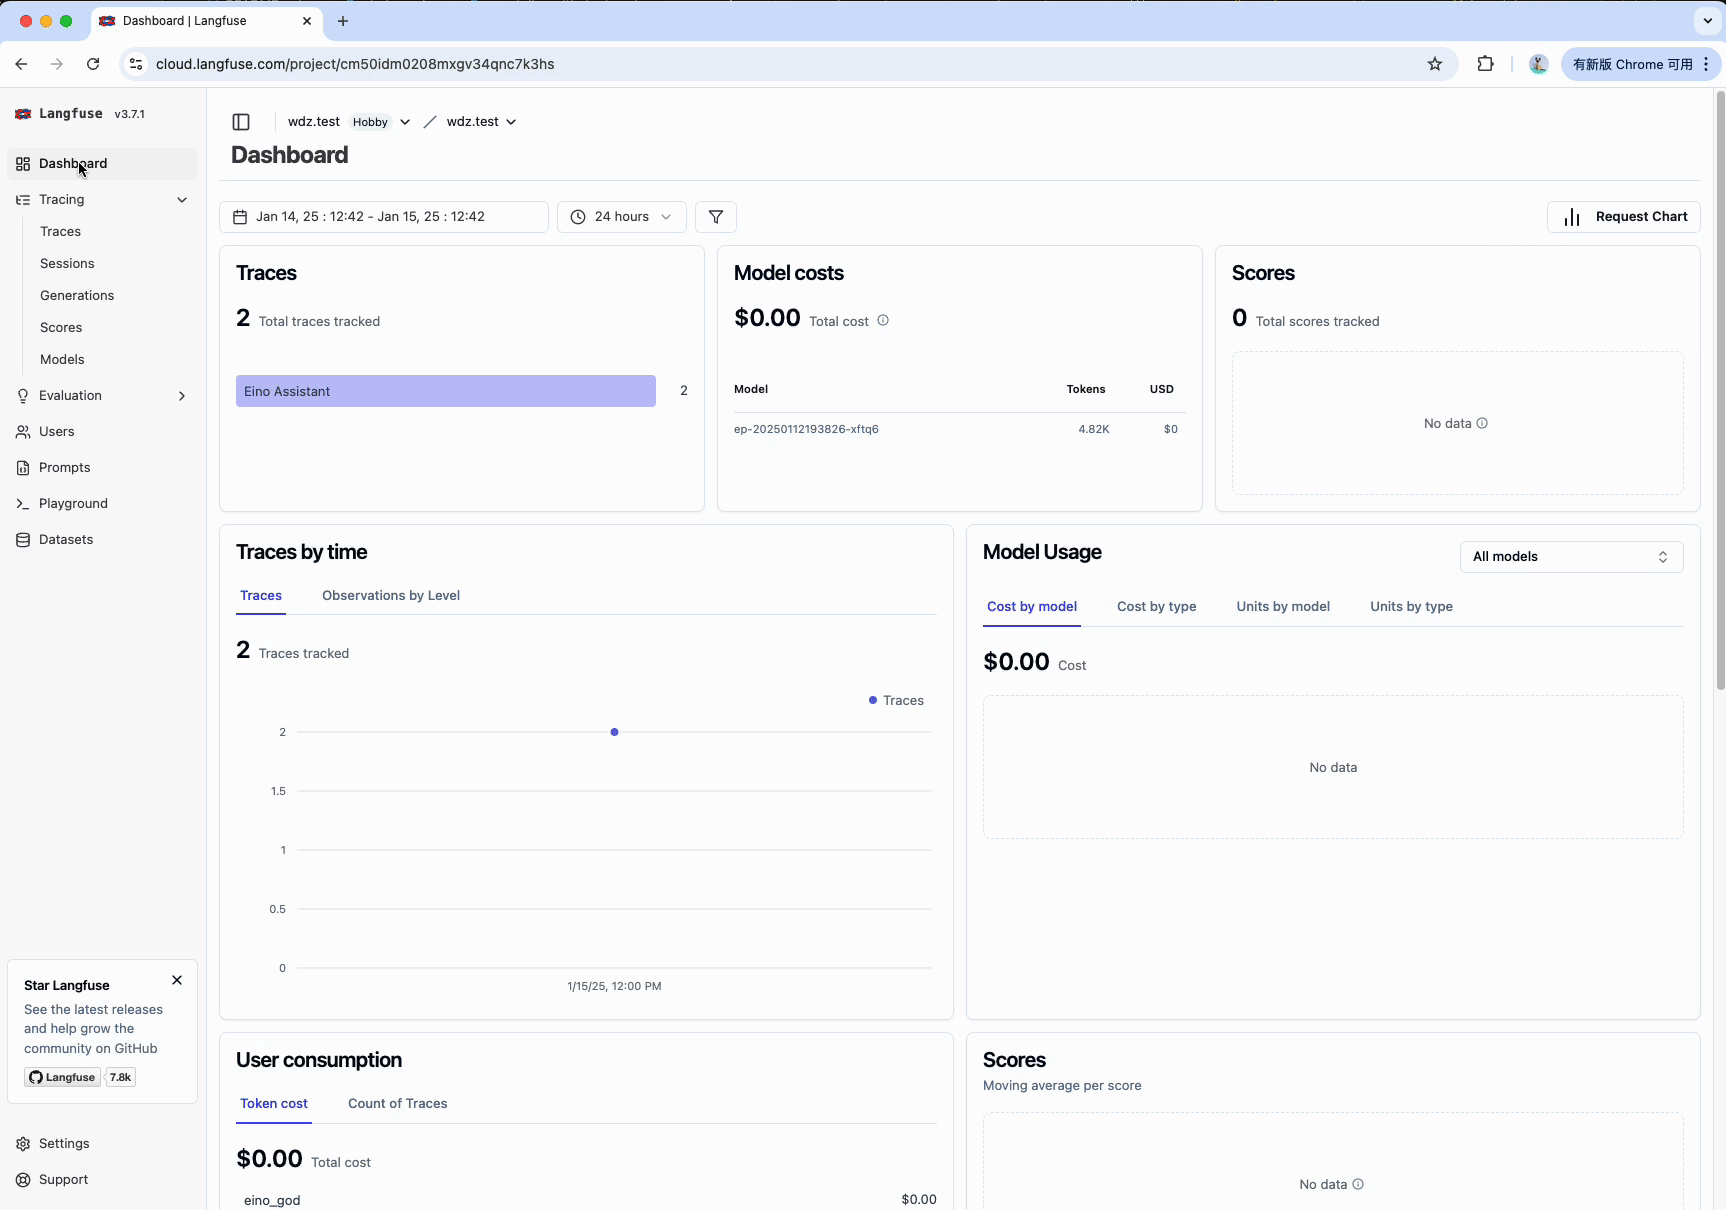 Dashboard | Langfuse
cloud.langfuse.com/project/cm50idm0208mxgv34qnc7k3hs
有新版 Chrome 可用
Langfuse v3.7.1
Dashboard
Tracing
Traces
Sessions
Generations
Scores
Models
Evaluation
Users
Prompts
Playground
Datasets
Star Langfuse
See the latest releases
and help grow the
community on GitHub
Langfuse 7.8k
Settings
Support
wdz.test Hobby wdz.test
Dashboard
Jan 14, 25 : 12:42 - Jan 15, 25 : 12:42
24 hours
Request Chart
Traces
2 Total traces tracked
Eino Assistant 2
Model costs
$0.00 Total cost
Model Tokens USD
ep-20250112193826-xftq6 4.82K $0
Scores
0 Total scores tracked
No data
Traces by time
Traces Observations by Level
2 Traces tracked
Traces
2
1.5
1
0.5
0
1/15/25, 12:00 PM
Model Usage
All models
Cost by model Cost by type Units by model Units by type
$0.00 Cost
No data
User consumption
Token cost Count of Traces
$0.00 Total cost
eino_god $0.00
Scores
Moving average per score
No data